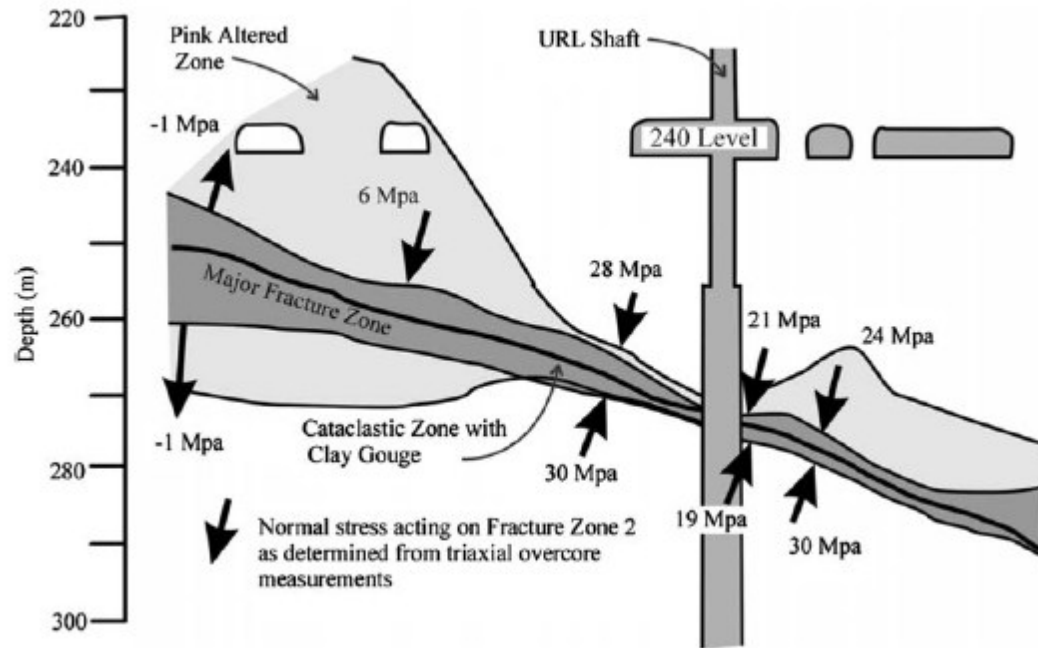 220
Pink Altered
Zone
URL Shaft
-1 Mpa
240 Level
240
6 Mpa
28 Mpa
Major Fracture Zone
Depth (m)
260
21 Mpa
24 Mpa
Cataclastic Zone with
Clay Gouge
-1 Mpa
30 Mpa
280
19 Mpa
30 Mpa
Normal stress acting on Fracture Zone 2
as determined from triaxial overcore
measurements
300